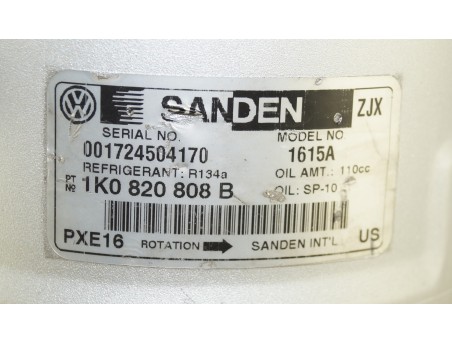 SANDEN ZJX
SERIAL NO. MODEL NO
001724504170 1615A
REFRIGERANT: R134a OIL AMT.: 110cc
PT NO 1K0 820 808 B OIL: SP-10
PXE16 ROTATION SANDEN INT'L US